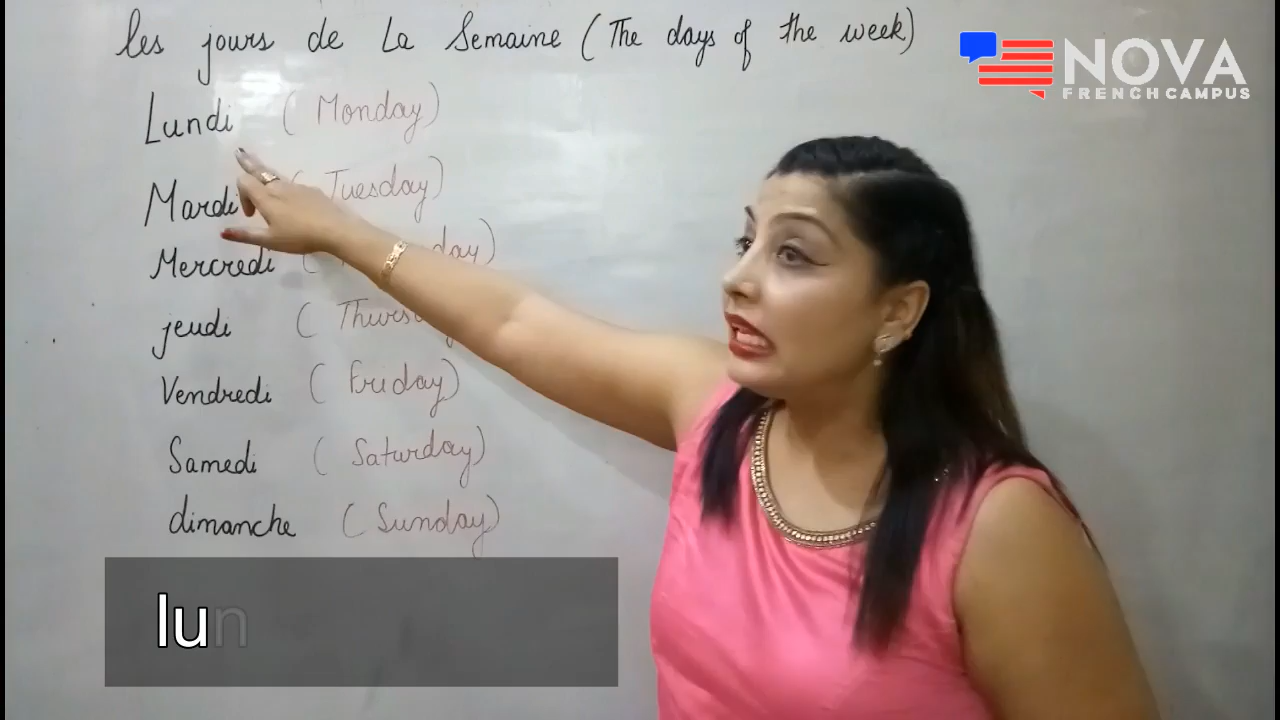 les jours de La Semaine (The days of the week)
NOVA
FRENCH CAMPUS
Lundi (Monday)
Mardi (Tuesday)
Mercredi (
jeudi (
Vendredi (Friday)
Samedi (Saturday)
dimanche (Sunday)
lun